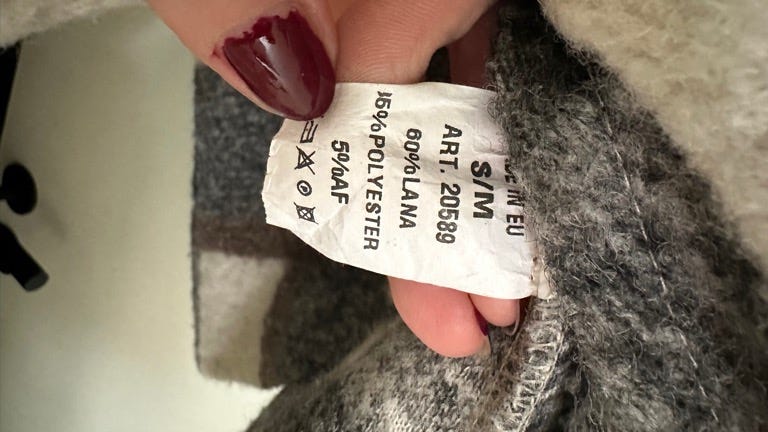 IN EU
S/M
ART. 20589
60%LANA
35%POLYESTER
5%AF